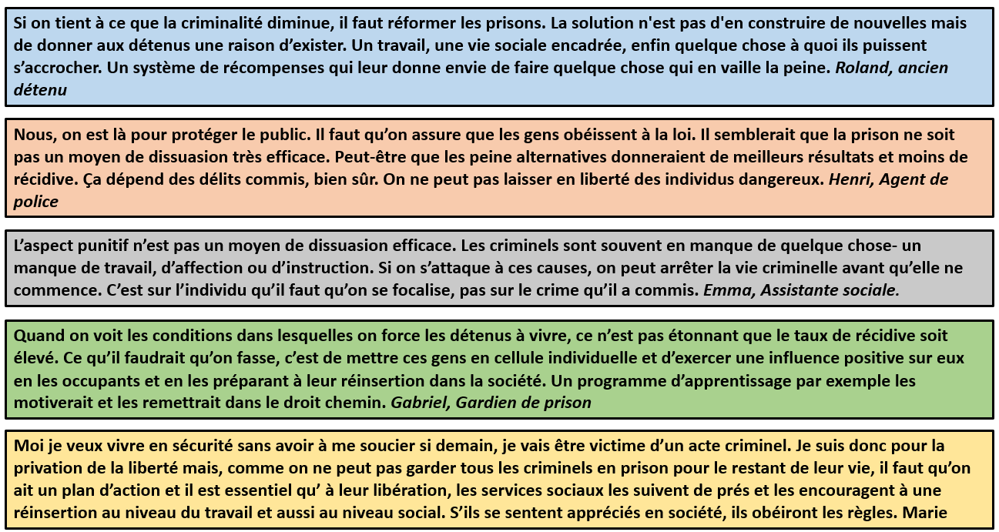 Si on tient à ce que la criminalité diminue, il faut réformer les prisons. La solution n'est pas d'en construire de nouvelles mais
de donner aux détenus une raison d’exister. Un travail, une vie sociale encadrée, enfin quelque chose à quoi ils puissent
s’accrocher. Un système de récompenses qui leur donne envie de faire quelque chose qui en vaille la peine. Roland, ancien
détenu
Nous, on est là pour protéger le public. Il faut qu’on assure que les gens obéissent à la loi. Il semblerait que la prison ne soit
pas un moyen de dissuasion très efficace. Peut-être que les peine alternatives donneraient de meilleurs résultats et moins de
récidive. Ça dépend des délits commis, bien sûr. On ne peut pas laisser en liberté des individus dangereux. Henri, Agent de
police
L’aspect punitif n’est pas un moyen de dissuasion efficace. Les criminels sont souvent en manque de quelque chose- un
manque de travail, d’affection ou d’instruction. Si on s’attaque à ces causes, on peut arrêter la vie criminelle avant qu’elle ne
commence. C’est sur l’individu qu’il faut qu’on se focalise, pas sur le crime qu’il a commis. Emma, Assistante sociale.
Quand on voit les conditions dans lesquelles on force les détenus à vivre, ce n’est pas étonnant que le taux de récidive soit
élevé. Ce qu’il faudrait qu’on fasse, c’est de mettre ces gens en cellule individuelle et d’exercer une influence positive sur eux
en les occupants et en les préparant à leur réinsertion dans la société. Un programme d’apprentissage par exemple les
motiverait et les remettrait dans le droit chemin. Gabriel, Gardien de prison
Moi je veux vivre en sécurité sans avoir à me soucier si demain, je vais être victime d’un acte criminel. Je suis donc pour la
privation de la liberté mais, comme on ne peut pas garder tous les criminels en prison pour le restant de leur vie, il faut qu’on
ait un plan d’action et il est essentiel qu’ à leur libération, les services sociaux les suivent de prés et les encouragent à une
réinsertion au niveau du travail et aussi au niveau social. S’ils se sentent appréciés en société, ils obéiront les règles. Marie